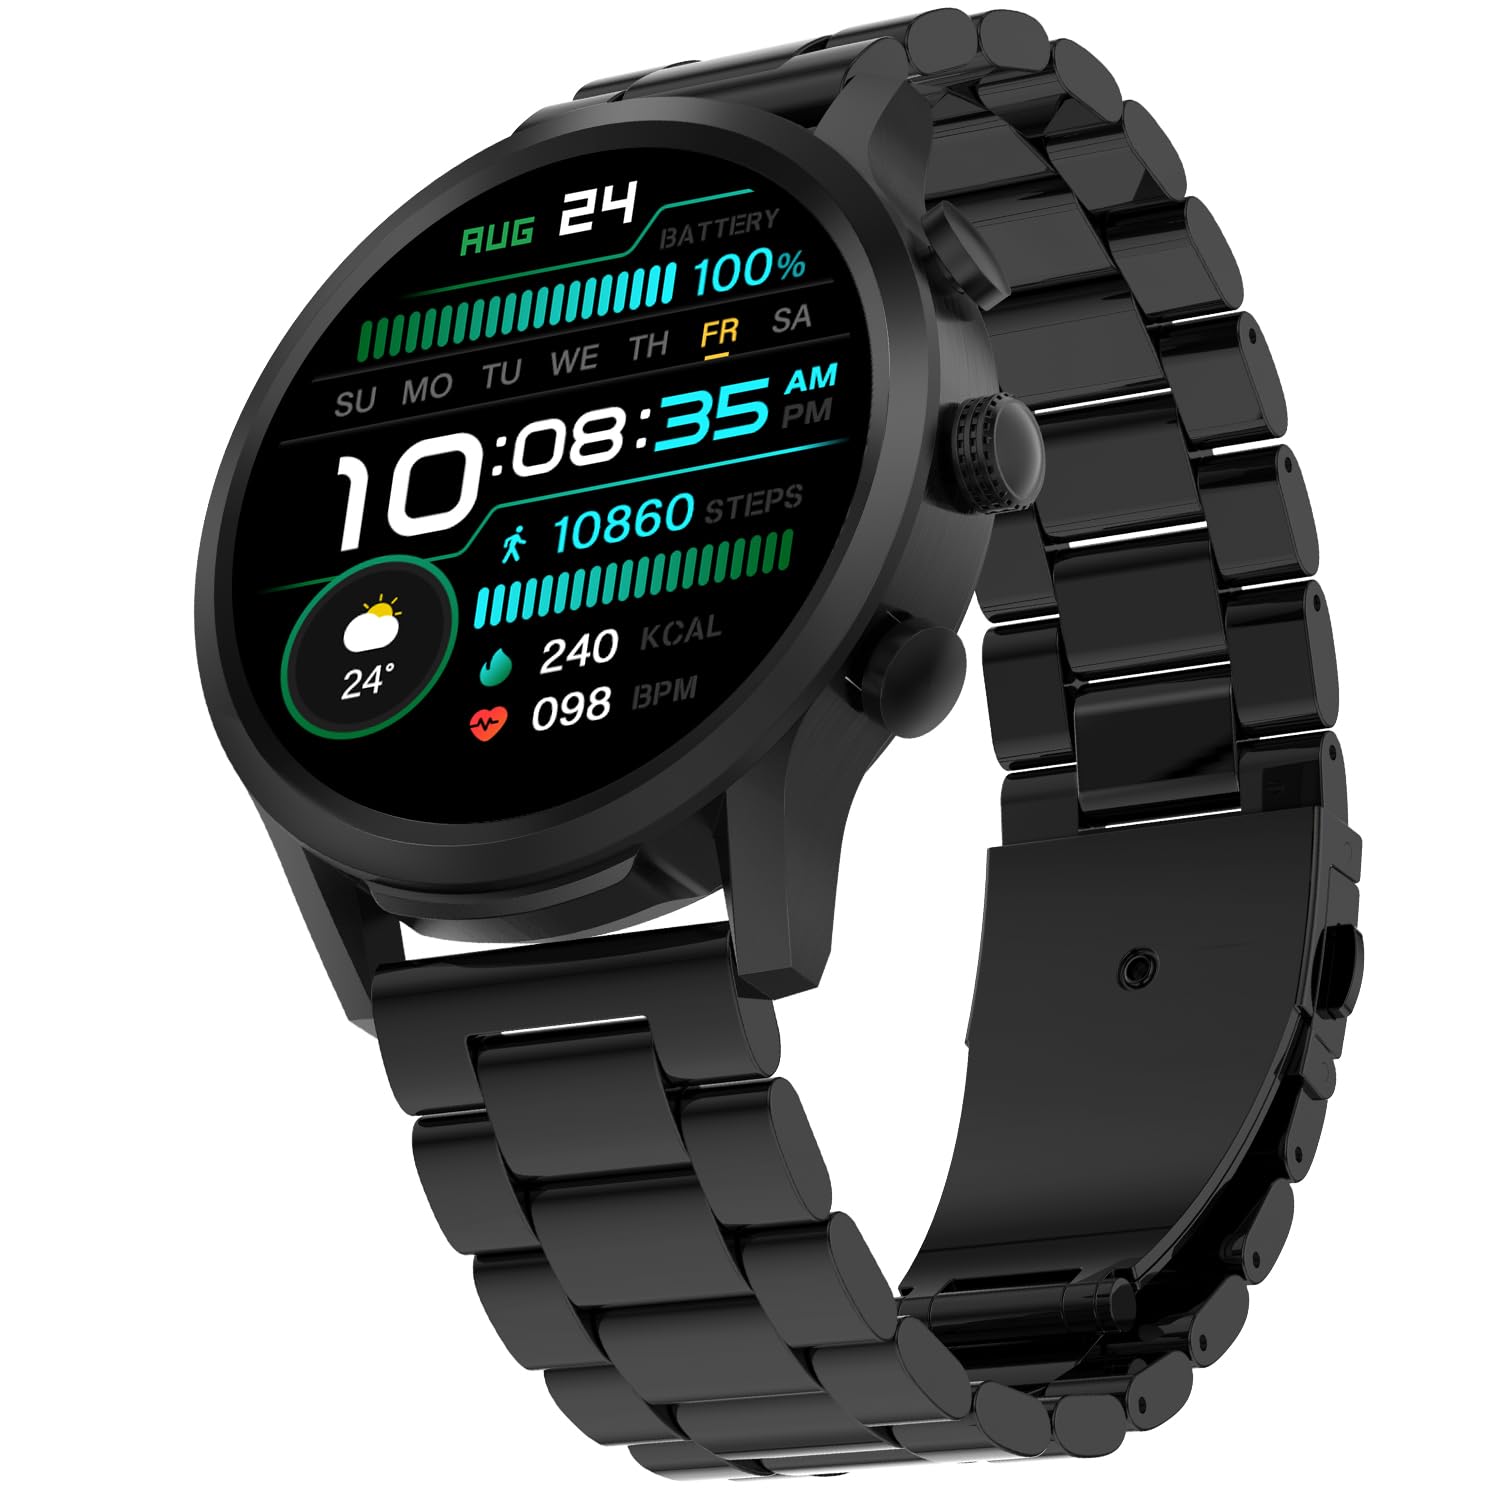 AUG 24
BATTERY
100%
SU MO TU WE TH FR SA
10:08:35 AM
PM
10860 STEPS
24°
240 KCAL
098 BPM